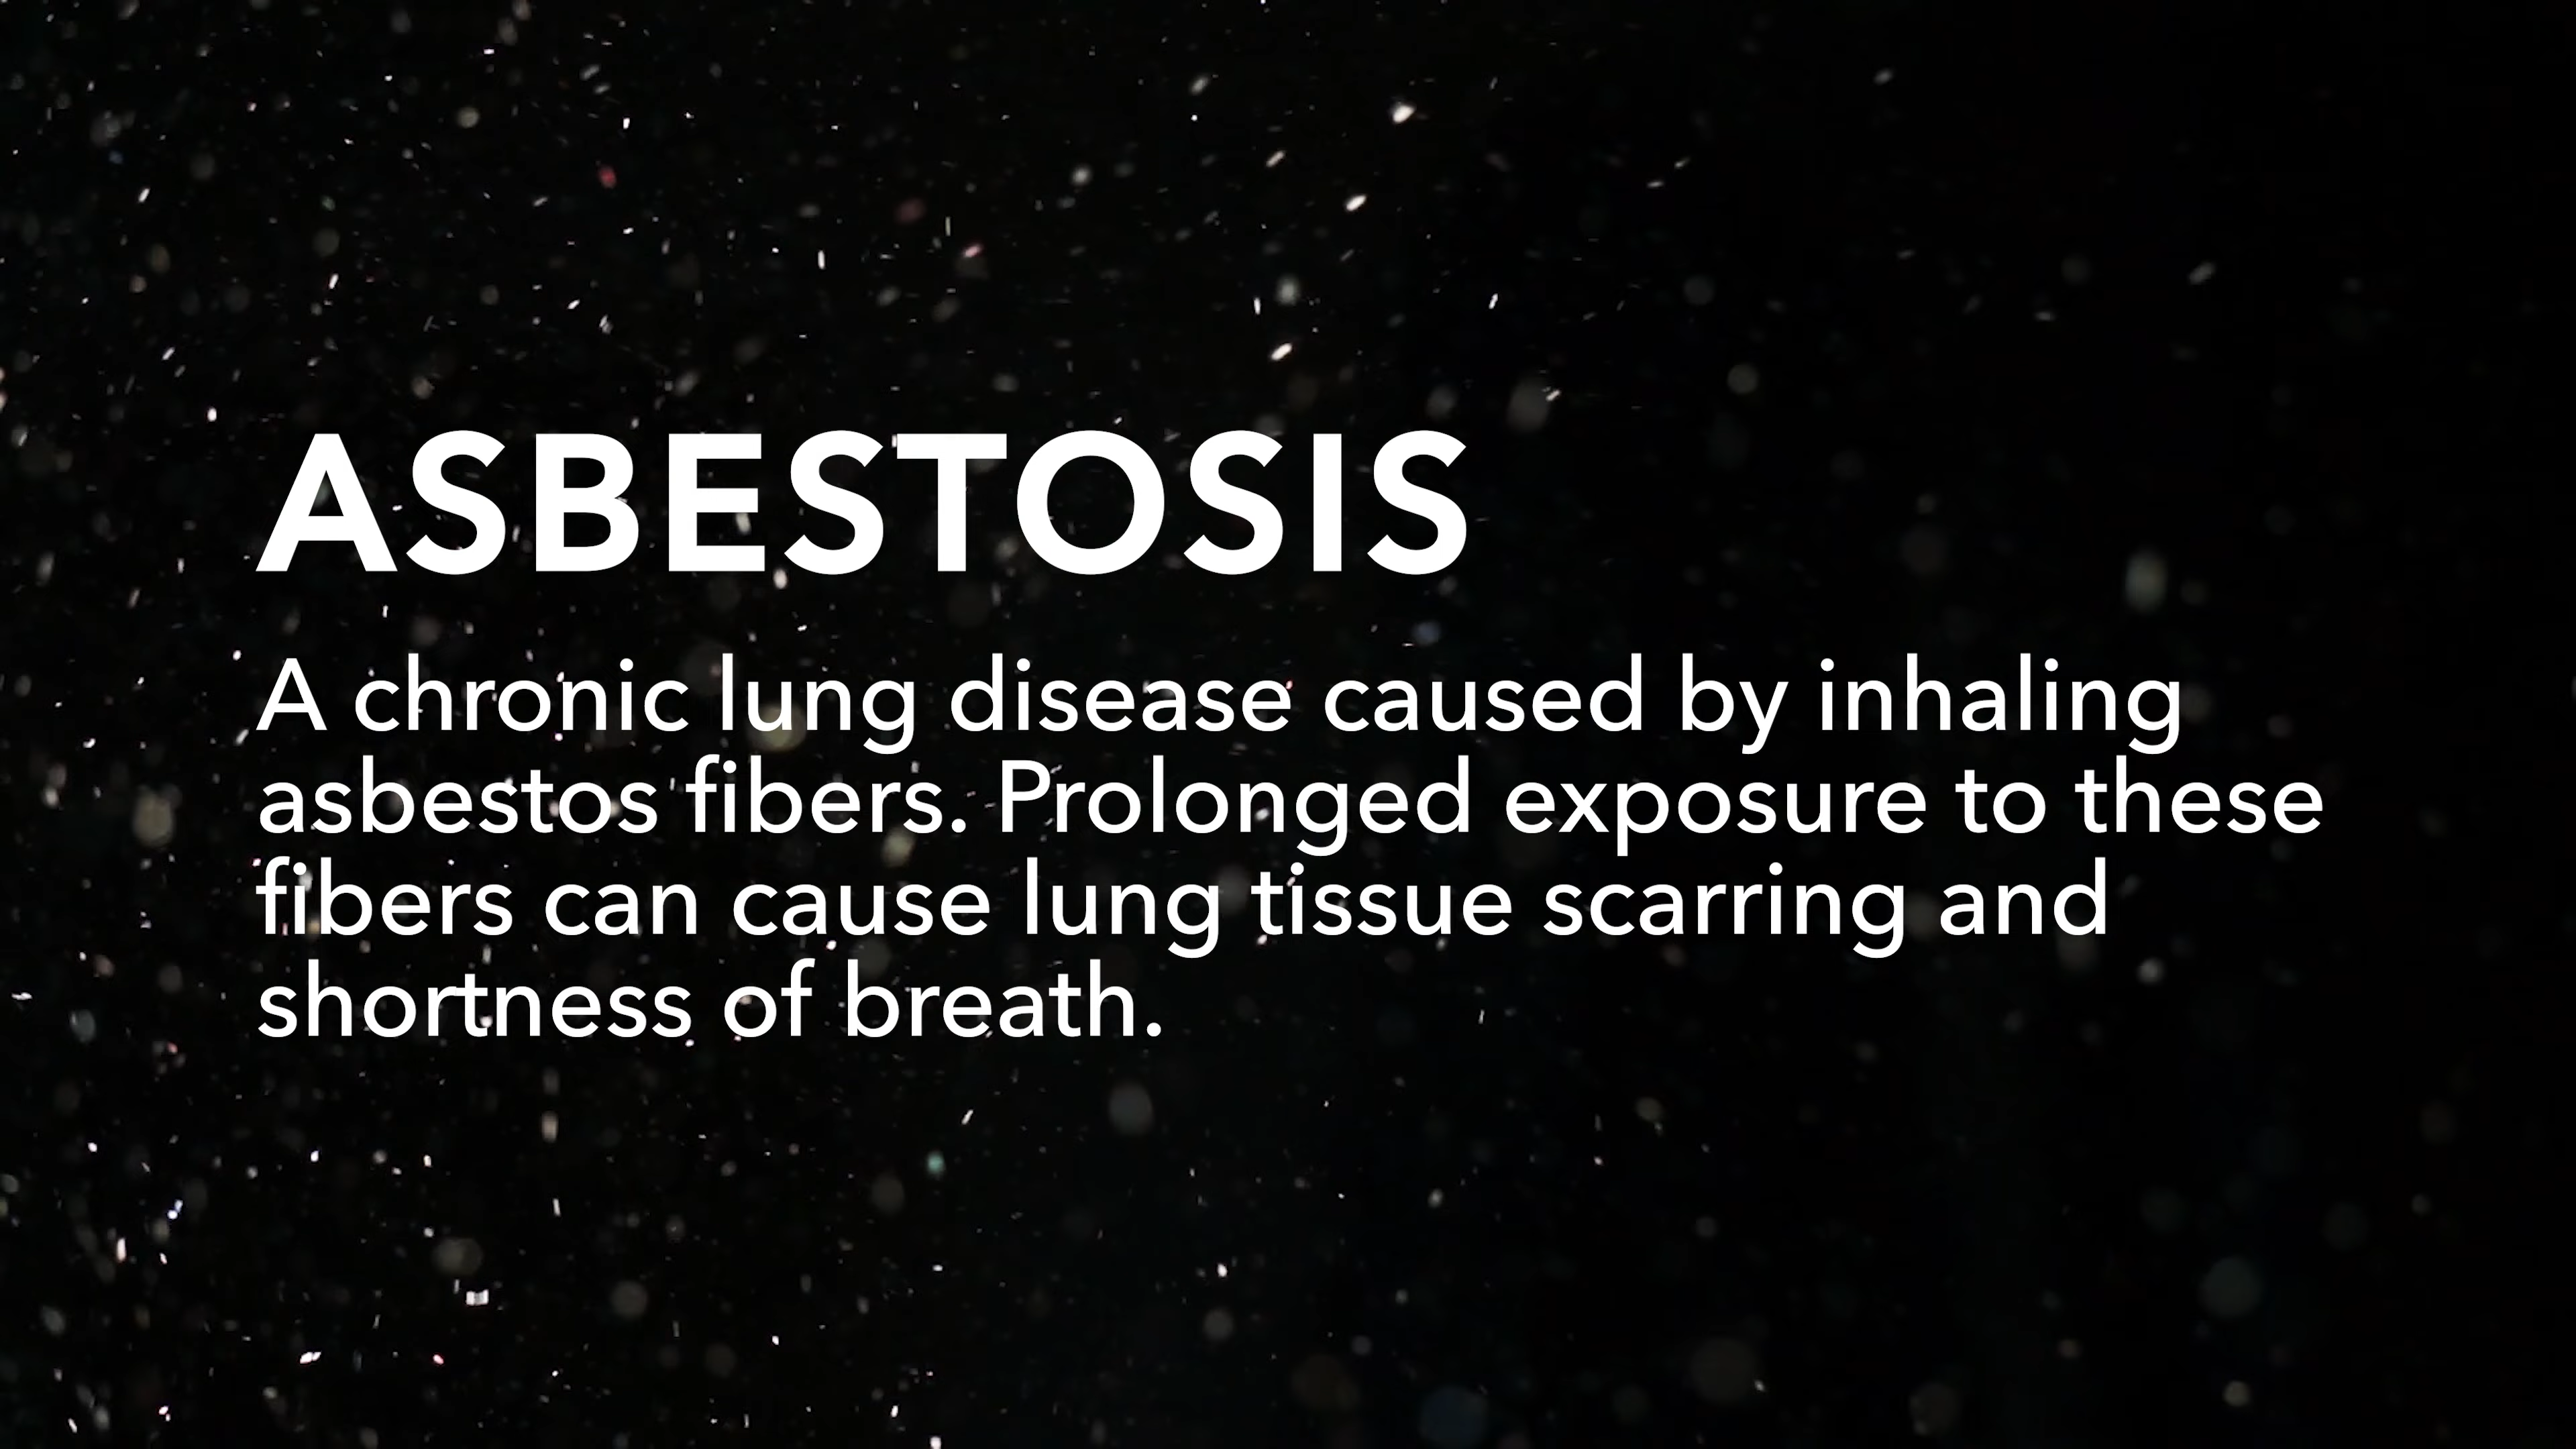 ASBESTOSIS
A chronic lung disease caused by inhaling
asbestos fibers. Prolonged exposure to these
fibers can cause lung tissue scarring and
shortness of breath.